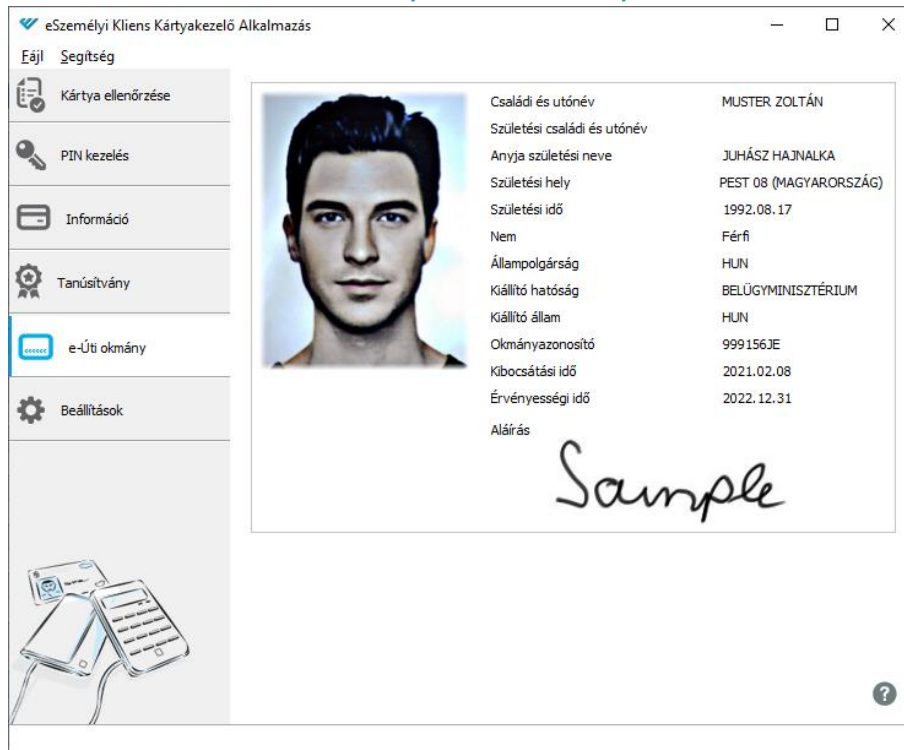 eSzemélyi Kliens Kártyakezelő Alkalmazás
Fájl Segítség
Kártya ellenőrzése
PIN kezelés
Információ
Tanúsítvány
e-Úti okmány
Beállítások
Családi és utónév MUSTER ZOLTÁN
Születési családi és utónév
Anyja születési neve JUHÁSZ HAJNALKA
Születési hely PEST 08 (MAGYARORSZÁG)
Születési idő 1992.08.17
Nem Férfi
Állampolgárság HUN
Kiállító hatóság BELÜGYMINISZTÉRIUM
Kiállító állam HUN
Okmányazonosító 999156JE
Kibocsátási idő 2021.02.08
Érvényességi idő 2022.12.31
Aláírás
Sample
?